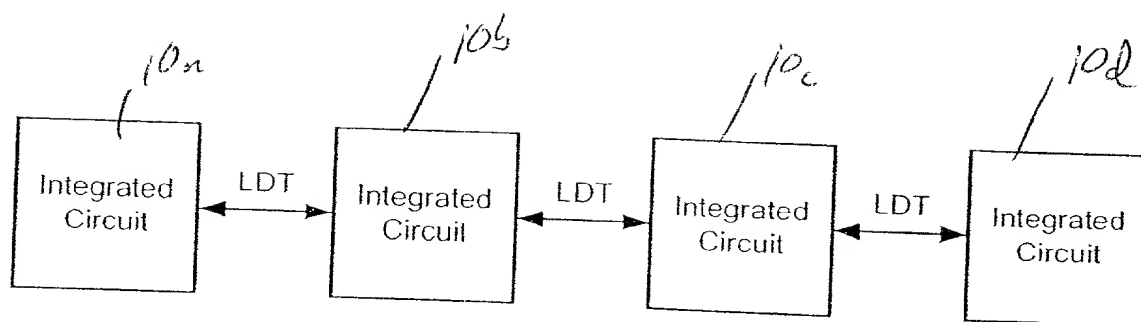 10a
10b
10c
10d
Integrated
Circuit
LDT
Integrated
Circuit
LDT
Integrated
Circuit
LDT
Integrated
Circuit